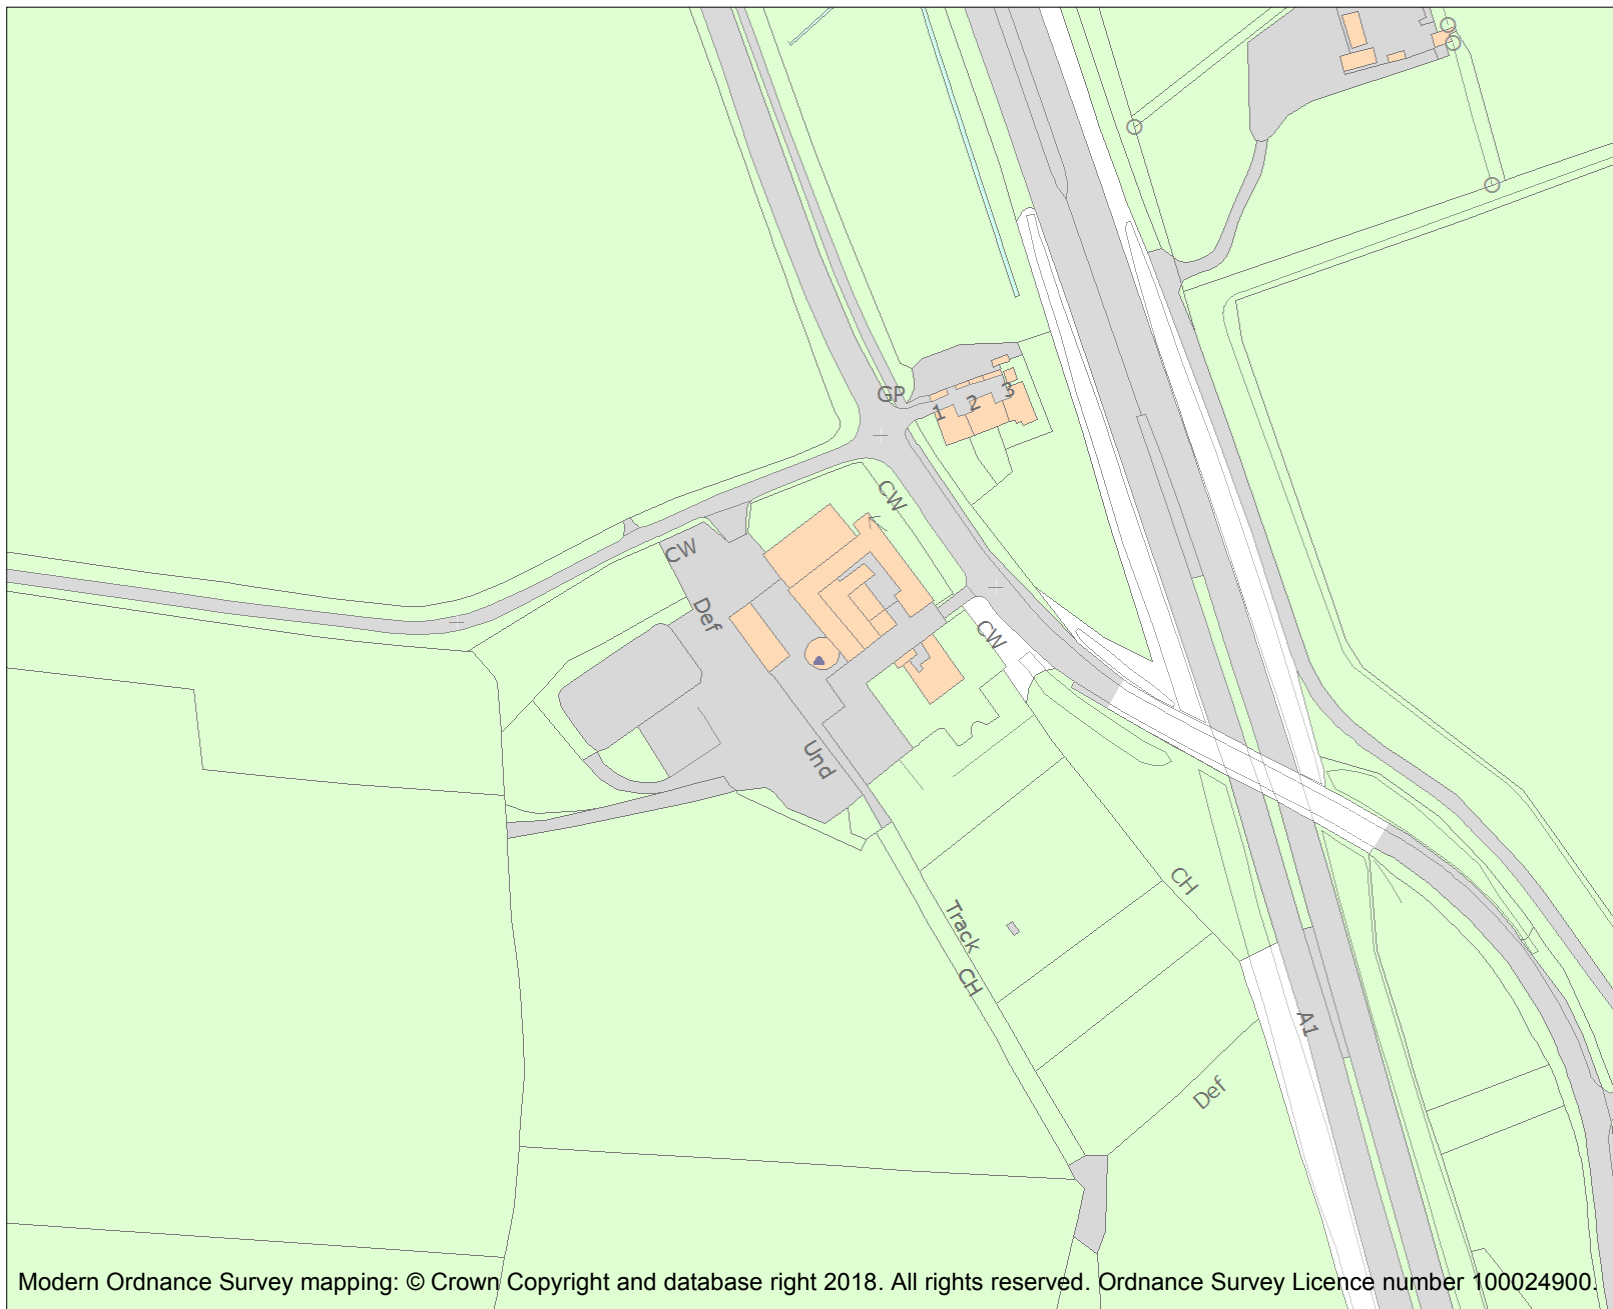 GP
1
2
3
CW
CW
Def
CW
Und
CH
Track
CH
A1
Def
Modern Ordnance Survey mapping: © Crown Copyright and database right 2018. All rights reserved. Ordnance Survey Licence number 100024900.